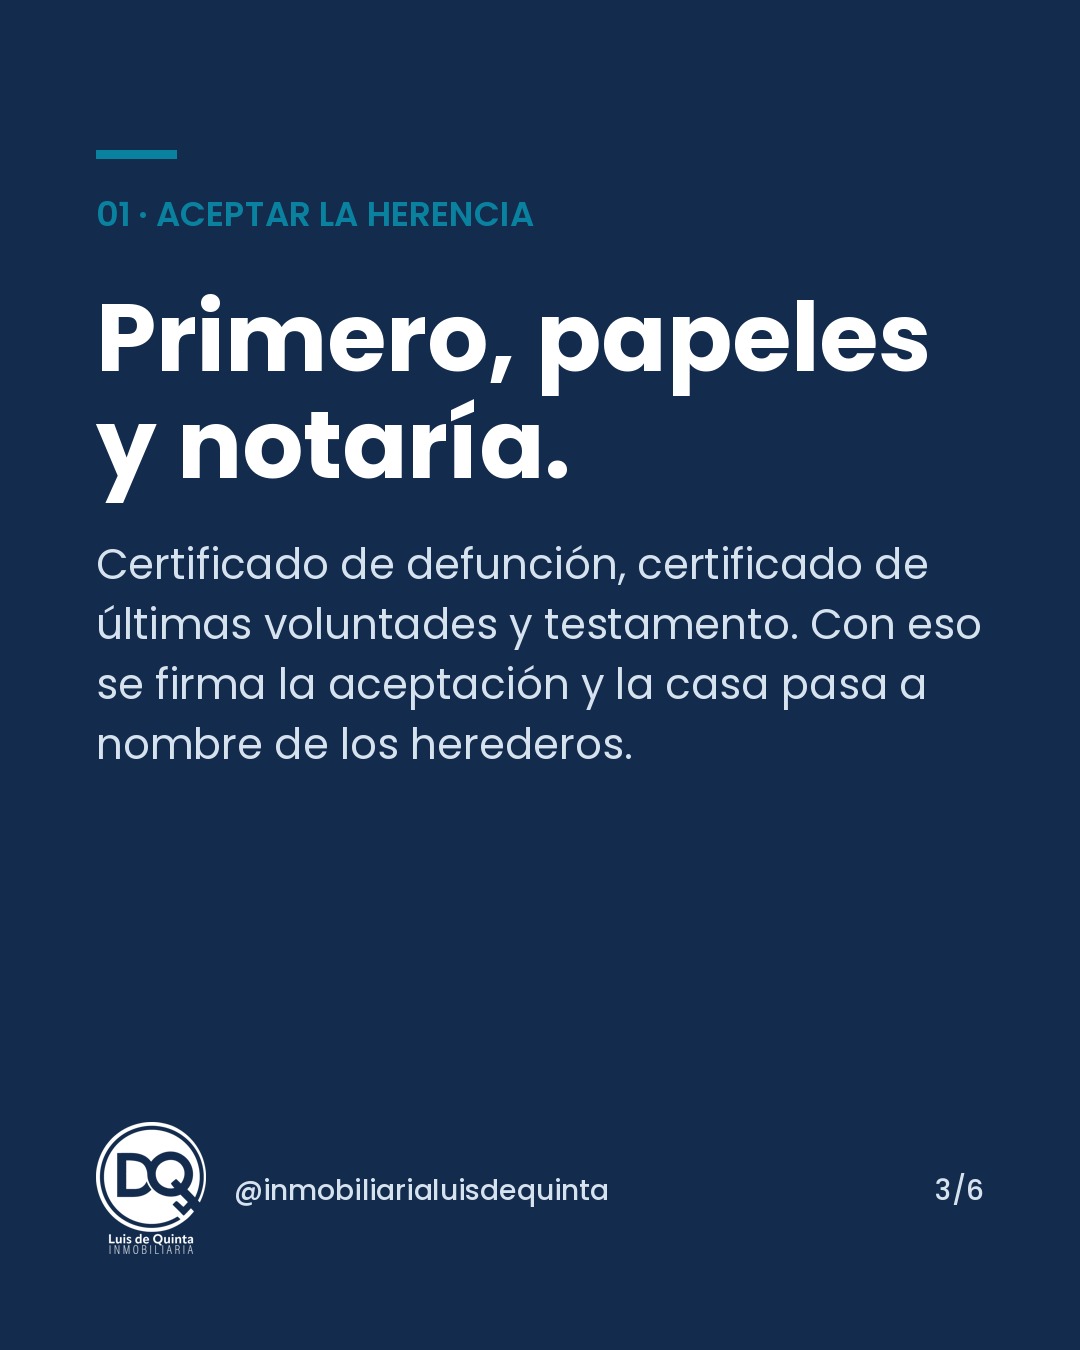 01 · ACEPTAR LA HERENCIA
Primero, papeles
y notaría.
Certificado de defunción, certificado de
últimas voluntades y testamento. Con eso
se firma la aceptación y la casa pasa a
nombre de los herederos.
DQ
Luis de Quinta
INMOBILIARIA
@inmobiliarialuisdequinta
3/6